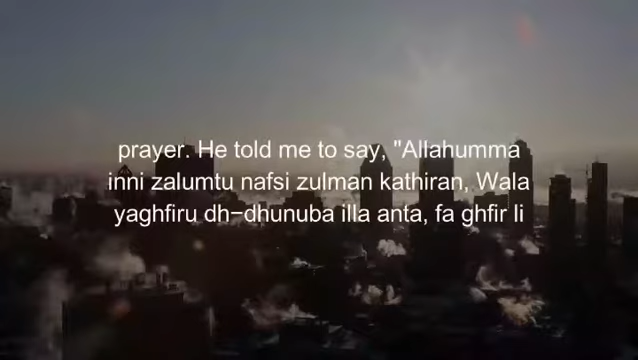 prayer. He told me to say, "Allahumma
inni zalumtu nafsi zulman kathiran, Wala
yaghfiru dh-dhunuba illa anta, fa ghfir li